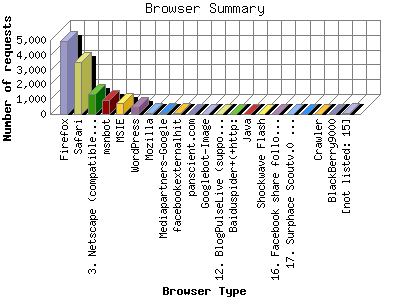 Browser Summary
Number of requests
5,000
4,000
3,000
2,000
1,000
0
Firefox
Safari
3. Netscape (compatible...
msnbot
MSIE
WordPress
Mozilla
Mediapartners-Google
facebookexternalhit
panscient.com
Googlebot-Image
12. BlogPulseLive (suppo...
Baiduspider+(+http:
Java
Shockwave Flash
16. Facebook share follo...
17. Surphace Scoutv.0 ...
Crawler
BlackBerry9000
[not listed: 15]
Browser Type